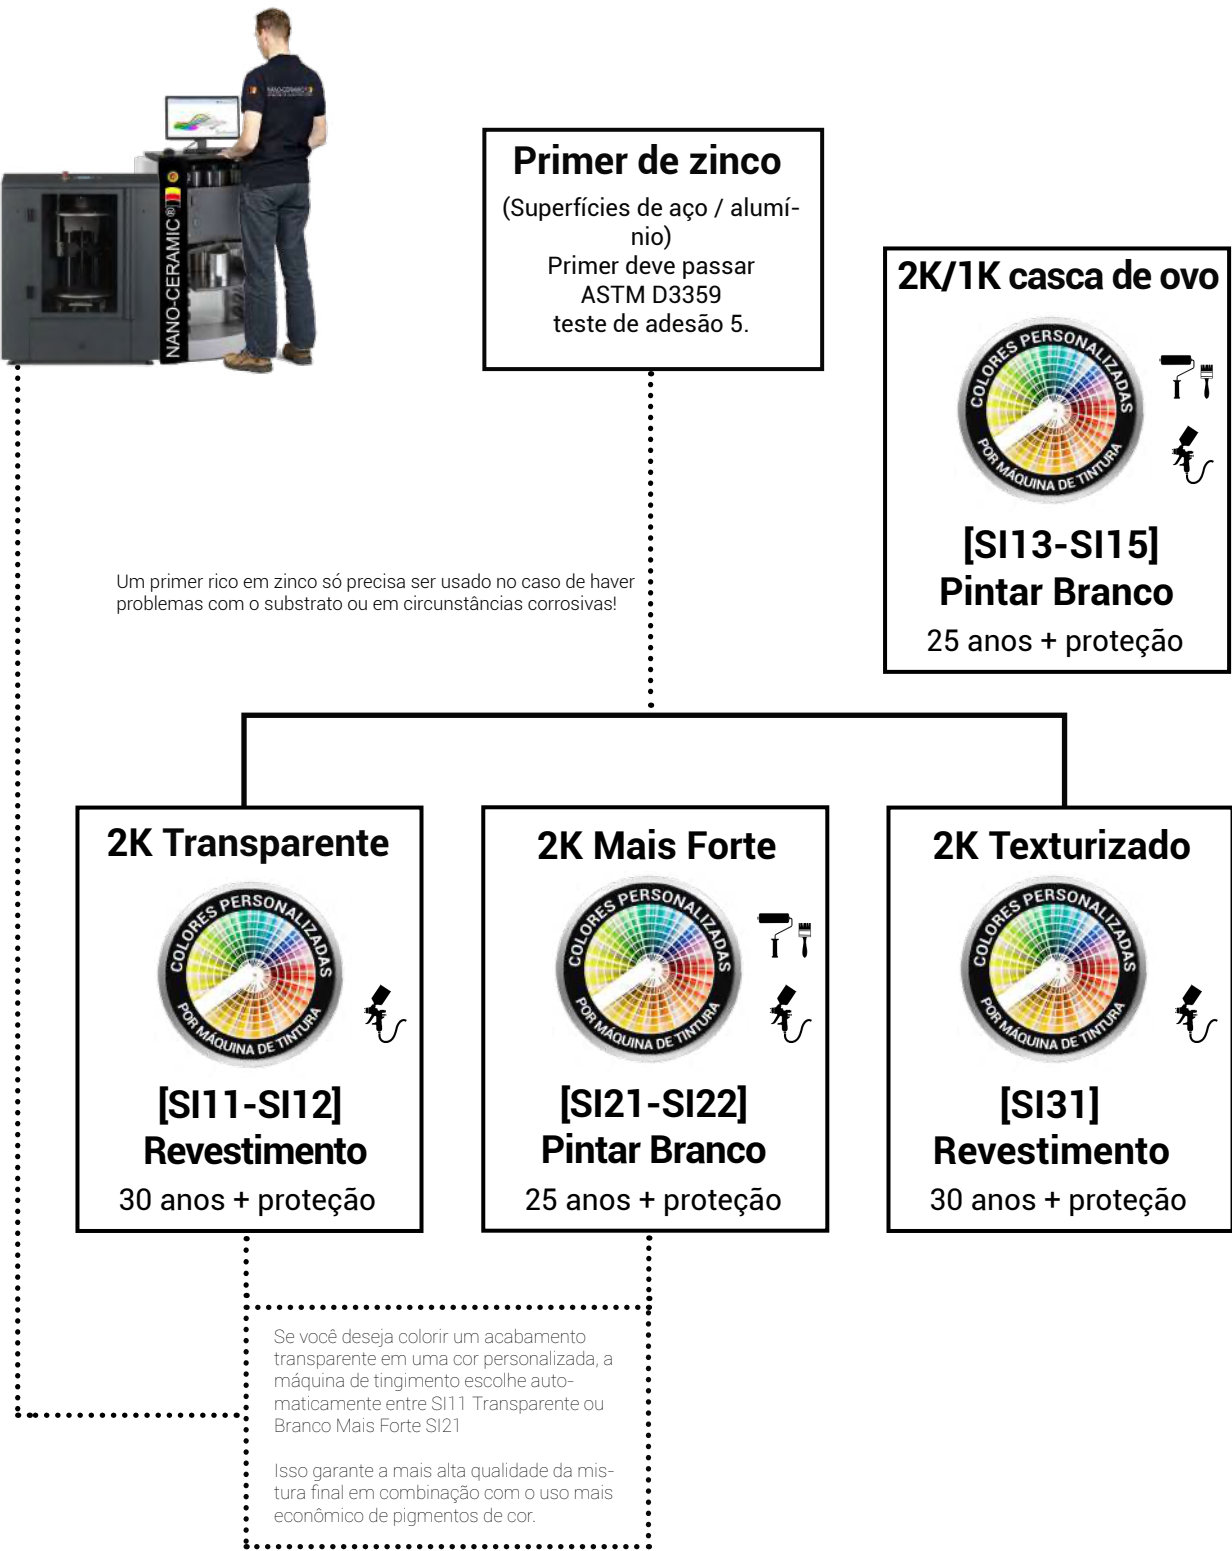 NANO-CERAMIC®
NANO-CERAMIC®
Primer de zinco
(Superfícies de aço / alumí-
nio)
Primer deve passar
ASTM D3359
teste de adesão 5.
2K/1K casca de ovo
COLORES PERSONALIZADAS
POR MÁQUINA DE TINTURA
[SI13-SI15]
Pintar Branco
25 anos + proteção
Um primer rico em zinco só precisa ser usado no caso de haver
problemas com o substrato ou em circunstâncias corrosivas!
2K Transparente
COLORES PERSONALIZADAS
POR MÁQUINA DE TINTURA
[SI11-SI12]
Revestimento
30 anos + proteção
2K Mais Forte
COLORES PERSONALIZADAS
POR MÁQUINA DE TINTURA
[SI21-SI22]
Pintar Branco
25 anos + proteção
2K Texturizado
COLORES PERSONALIZADAS
POR MÁQUINA DE TINTURA
[SI31]
Revestimento
30 anos + proteção
Se você deseja colorir um acabamento
transparente em uma cor personalizada, a
máquina de tingimento escolhe auto-
maticamente entre SI11 Transparente ou
Branco Mais Forte SI21
Isso garante a mais alta qualidade da mis-
tura final em combinação com o uso mais
econômico de pigmentos de cor.